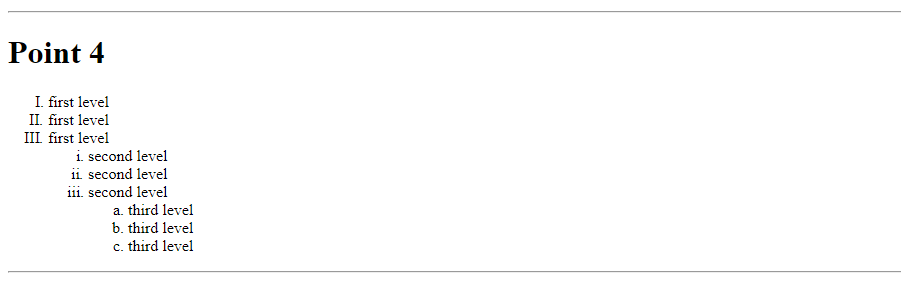 Point 4
I. first level
II. first level
III. first level
i. second level
ii. second level
iii. second level
a. third level
b. third level
c. third level